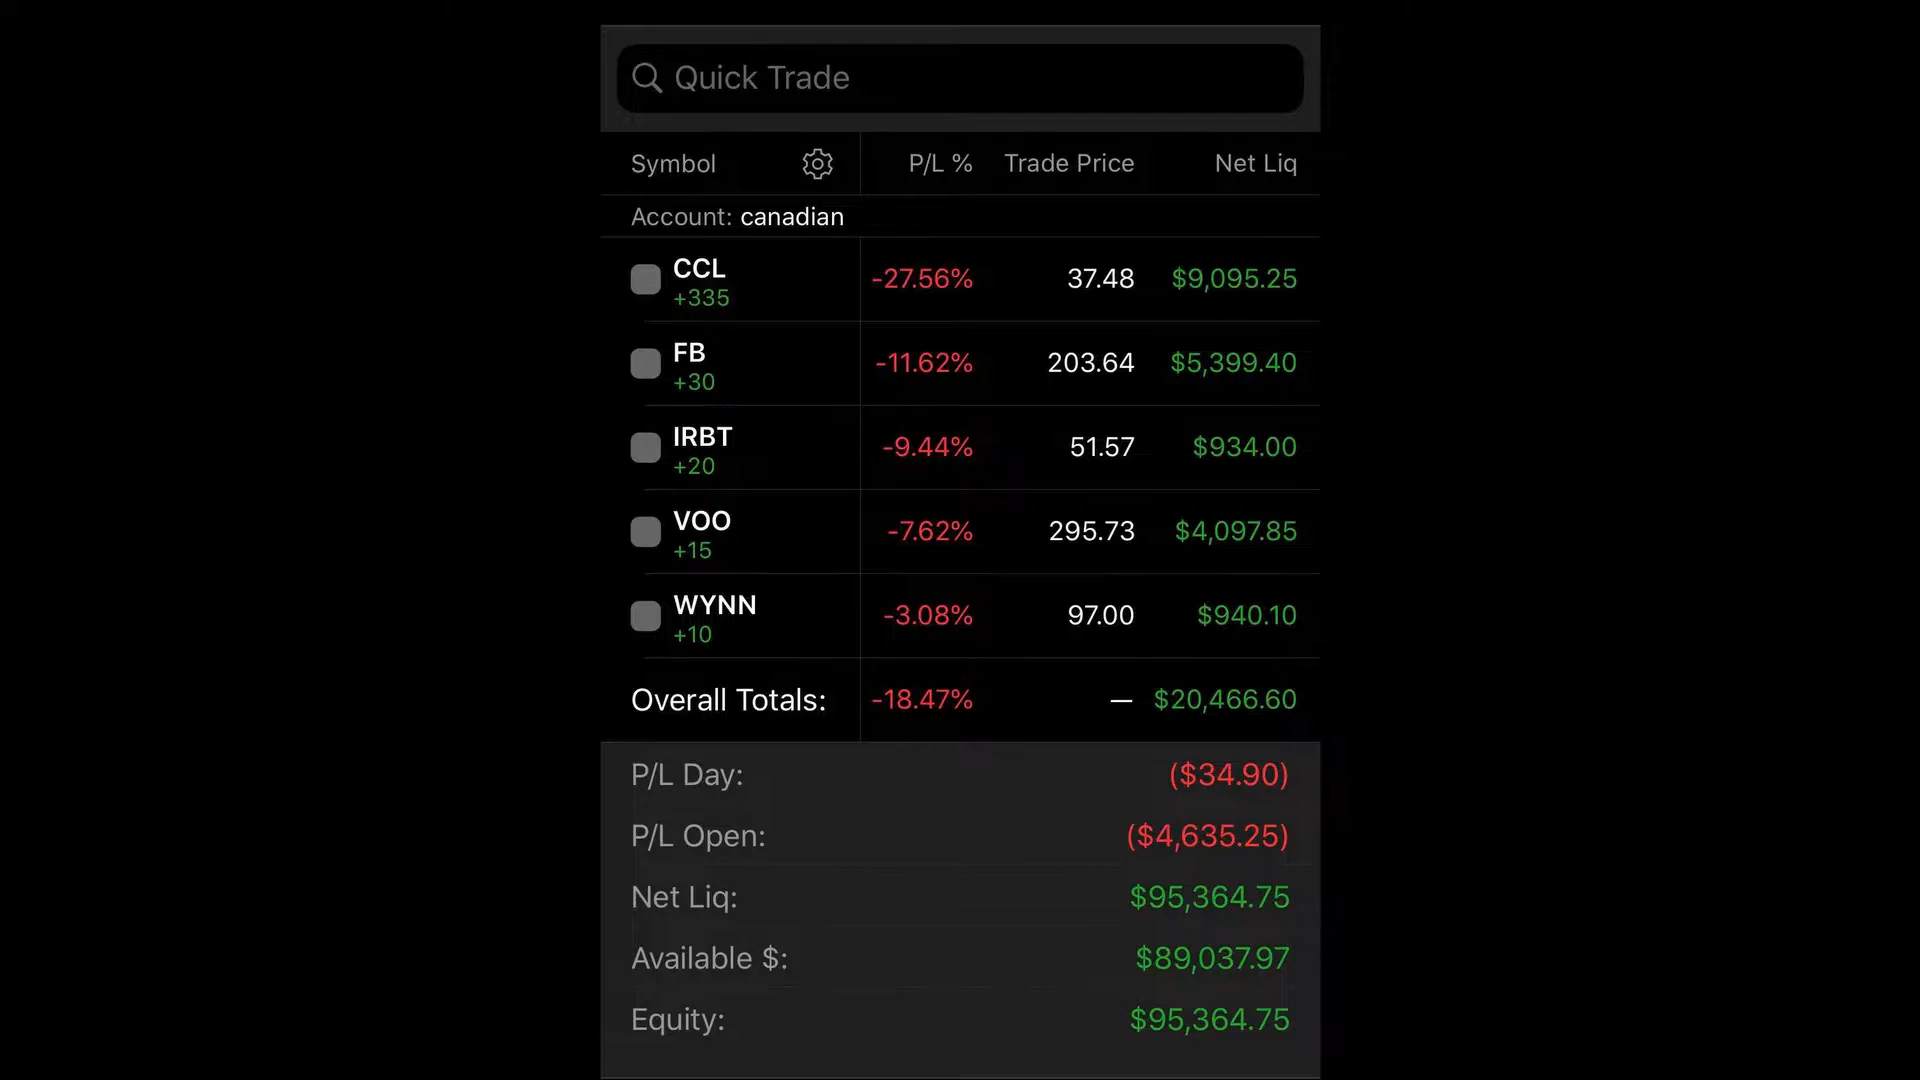 Quick Trade
Symbol P/L % Trade Price Net Liq
Account: canadian
CCL
+335
-27.56% 37.48 $9,095.25
FB
+30
-11.62% 203.64 $5,399.40
IRBT
+20
-9.44% 51.57 $934.00
VOO
+15
-7.62% 295.73 $4,097.85
WYNN
+10
-3.08% 97.00 $940.10
Overall Totals: -18.47% — $20,466.60
P/L Day: ($34.90)
P/L Open: ($4,635.25)
Net Liq: $95,364.75
Available $: $89,037.97
Equity: $95,364.75